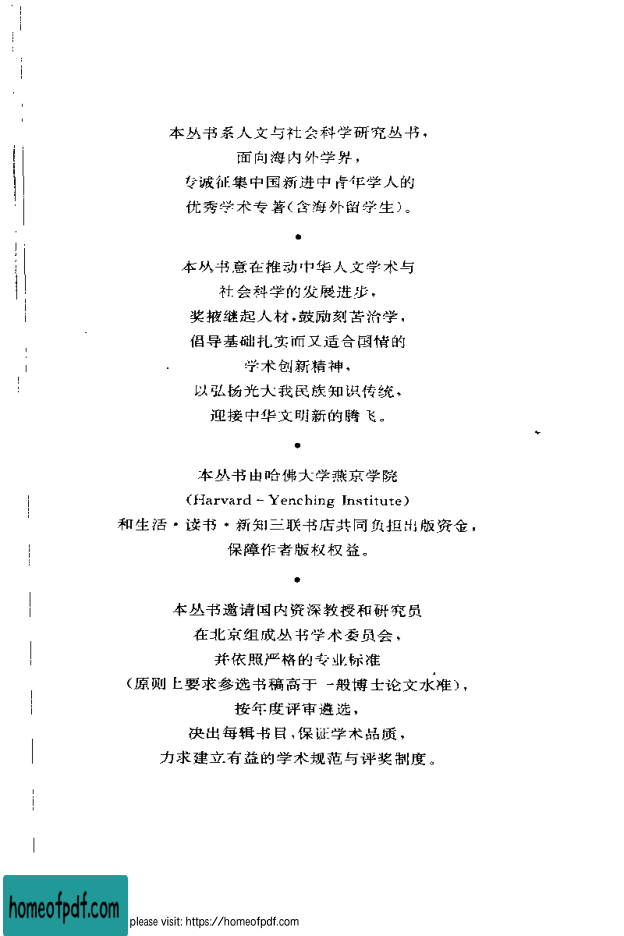 本丛书系人文与社会科学研究丛书，
面向海内外学界，
专诚征集中国新进中青年学人的
优秀学术专著（含海外留学生）。
•
本丛书意在推动中华人文学术与
社会科学的发展进步，
奖掖继起人材，鼓励刻苦治学，
倡导基础扎实而又适合国情的
学术创新精神，
以弘扬光大我民族知识传统，
迎接中华文明新的腾飞。
•
本丛书由哈佛大学燕京学院
（Harvard – Yenching Institute）
和生活·读书·新知三联书店共同负担出版资金，
保障作者版权权益。
•
本丛书邀请国内资深教授和研究员
在北京组成丛书学术委员会，
并依照严格的专业标准
（原则上要求参选书稿高于一般博士论文水准），
按年度评审遴选，
决出每辑书目，保证学术品质，
力求建立有益的学术规范与评奖制度。
homeofpdf.com
please visit: https://homeofpdf.com